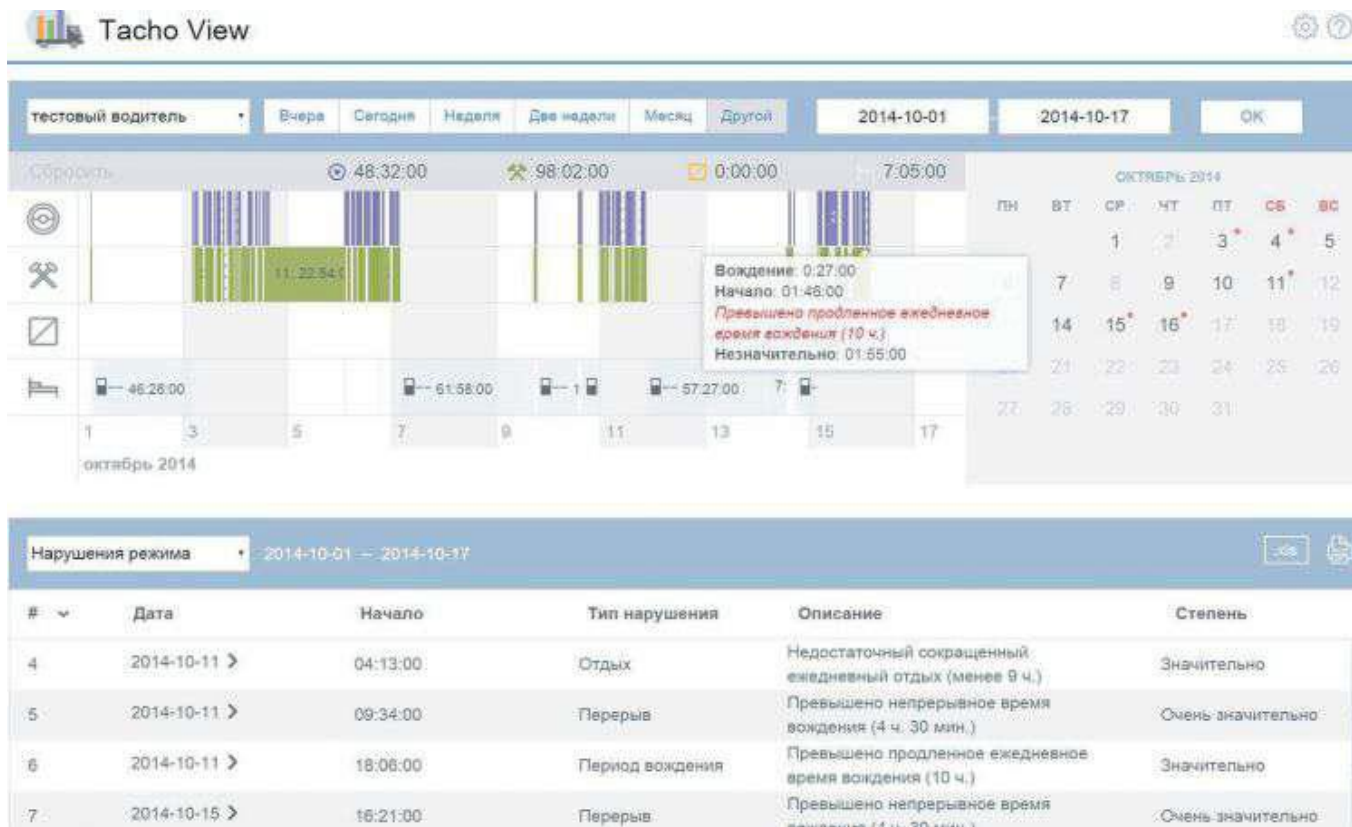 Tacho View
тестовый водитель
Вчера Сегодня Неделя Две недели Месяц Другой
2014-10-01 – 2014-10-17 OK
Сбросить 48:32:00 98:02:00 0:00:00 7:05:00
ОКТЯБРЬ 2014
ПН ВТ СР ЧТ ПТ СБ ВС
1 2 3 4 5
7 8 9 10 11 12
14 15 16 17 18 19
21 22 23 24 25 26
27 28 29 30 31
Вождение: 0:27:00
Начало: 01:46:00
Превышено продленное ежедневное
время вождения (10 ч.)
Незначительно: 01:55:00
46:28:00 61:58:00 1 57:27:00 7:
1 3 5 7 9 11 13 15 17
октябрь 2014
Нарушения режима 2014-10-01 – 2014-10-17 .xls
# Дата Начало Тип нарушения Описание Степень
4 2014-10-11 04:13:00 Отдых Недостаточный сокращенный
ежедневный отдых (менее 9 ч.) Значительно
5 2014-10-11 09:34:00 Перерыв Превышено непрерывное время
вождения (4 ч. 30 мин.) Очень значительно
6 2014-10-11 18:06:00 Период вождения Превышено продленное ежедневное
время вождения (10 ч.) Значительно
7 2014-10-15 16:21:00 Перерыв Превышено непрерывное время
вождения (4 ч. 30 мин.) Очень значительно